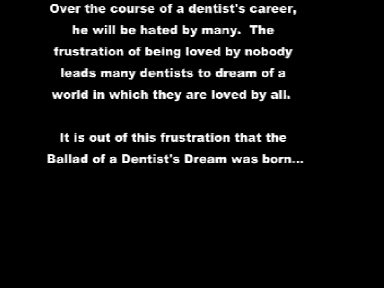 Over the course of a dentist's career,
he will be hated by many. The
frustration of being loved by nobody
leads many dentists to dream of a
world in which they are loved by all.
It is out of this frustration that the
Ballad of a Dentist's Dream was born...